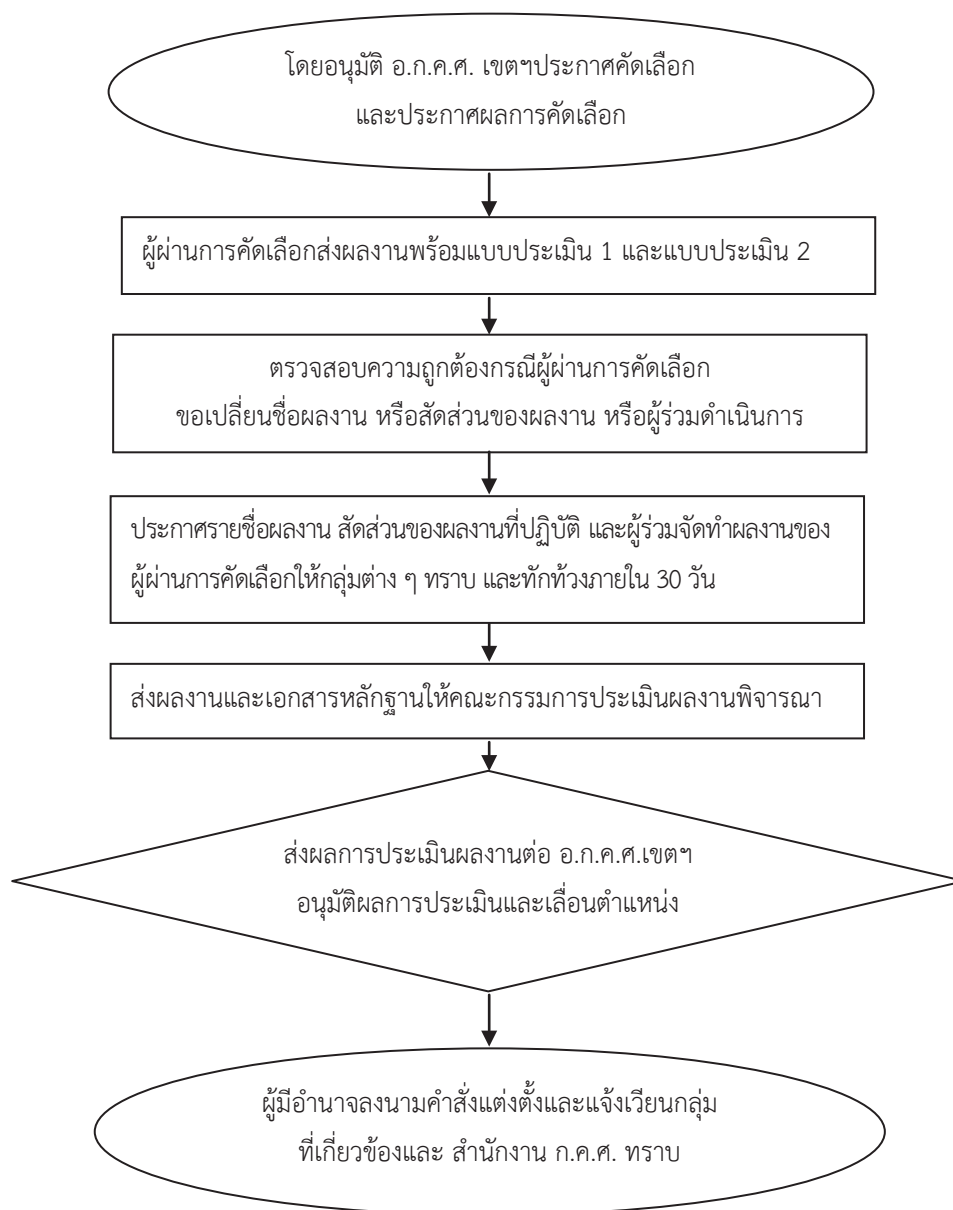 โดยอนุมัติ อ.ก.ค.ศ. เขตฯประกาศคัดเลือก
และประกาศผลการคัดเลือก
ผู้ผ่านการคัดเลือกส่งผลงานพร้อมแบบประเมิน 1 และแบบประเมิน 2
ตรวจสอบความถูกต้องกรณีผู้ผ่านการคัดเลือก
ขอเปลี่ยนชื่อผลงาน หรือสัดส่วนของผลงาน หรือผู้ร่วมดำเนินการ
ประกาศรายชื่อผลงาน สัดส่วนของผลงานที่ปฏิบัติ และผู้ร่วมจัดทำผลงานของ
ผู้ผ่านการคัดเลือกให้กลุ่มต่าง ๆ ทราบ และทักท้วงภายใน 30 วัน
ส่งผลงานและเอกสารหลักฐานให้คณะกรรมการประเมินผลงานพิจารณา
ส่งผลการประเมินผลงานต่อ อ.ก.ค.ศ.เขตฯ
อนุมัติผลการประเมินและเลื่อนตำแหน่ง
ผู้มีอำนาจลงนามคำสั่งแต่งตั้งและแจ้งเวียนกลุ่ม
ที่เกี่ยวข้องและ สำนักงาน ก.ค.ศ. ทราบ